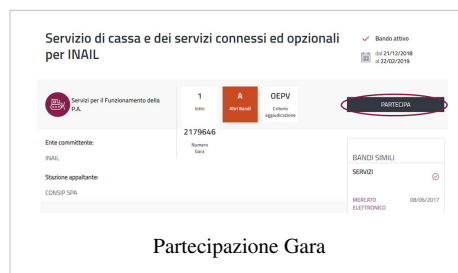 Servizio di cassa e dei servizi connessi ed opzionali
per INAIL
Bando attivo
dal 21/12/2018
al 22/02/2019
Servizi per il Funzionamento della
P.A.
1
lotto
A
Altri Bandi
OEPV
Criterio
aggiudicazione
PARTECIPA
2179646
Numero
Gara
Ente committente:
INAIL
Stazione appaltante:
CONSIP SPA
BANDI SIMILI
SERVIZI
MERCATO
ELETTRONICO
08/06/2017
Partecipazione Gara